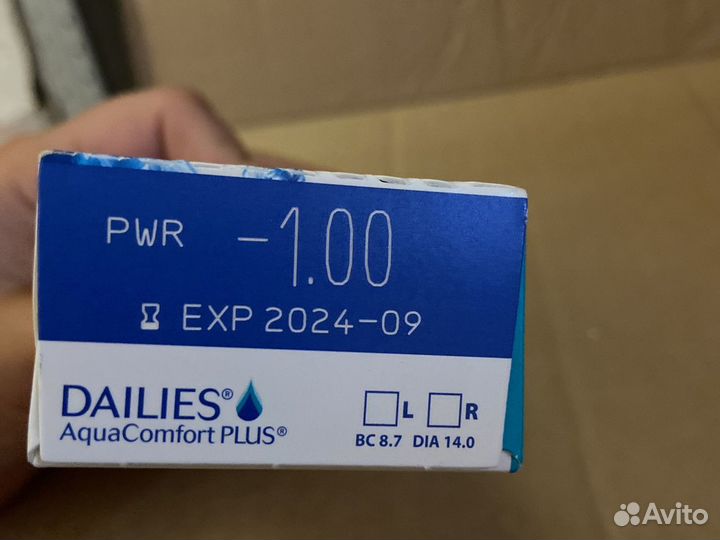 PWR -1.00
EXP 2024-09
DAILIES®
AquaComfort PLUS®
L R
BC 8.7 DIA 14.0
Avito